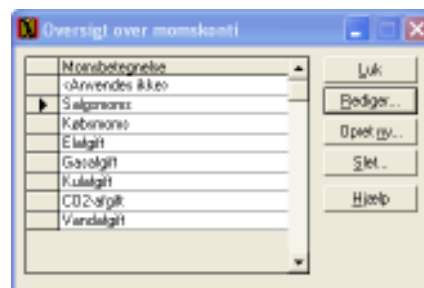 Oversigt over momskonti
Momsbetegnelse
<Anvendes ikke>
Salgsmoms
Købsmoms
Elafgift
Gasafgift
Kulafgift
CO2-afgift
Vandafgift
Luk
Rediger...
Opret ny...
Slet...
Hjælp